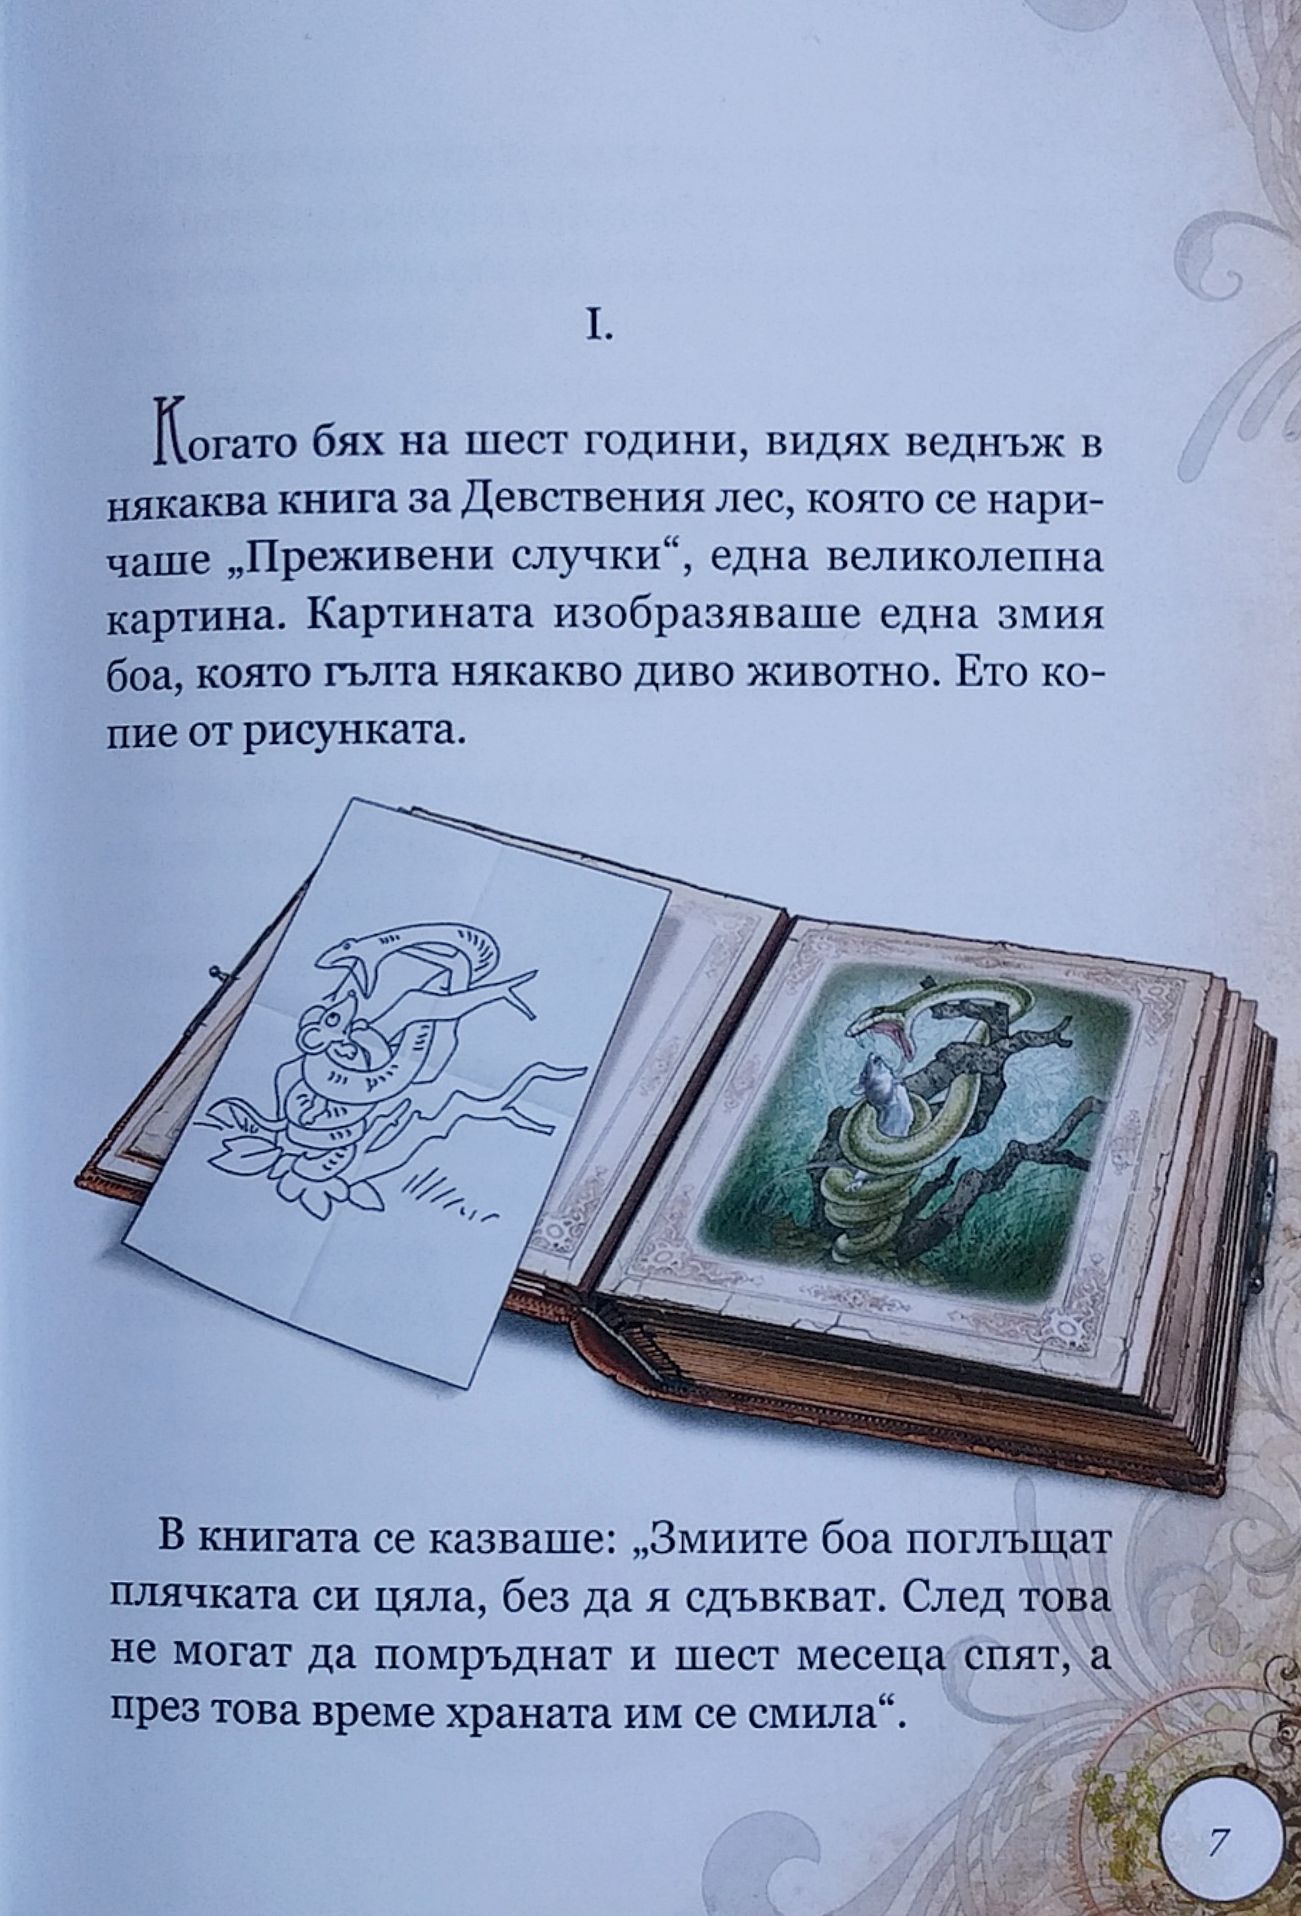 I.
Когато бях на шест години, видях веднъж в
някаква книга за Девствения лес, която се нари-
чаше „Преживени случки“, една великолепна
картина. Картината изобразяваше една змия
боа, която гълта някакво диво животно. Ето ко-
пие от рисунката.
В книгата се казваше: „Змиите боа поглъщат
плячката си цяла, без да я сдъвкват. След това
не могат да помръднат и шест месеца спят, а
през това време храната им се смила“.
7